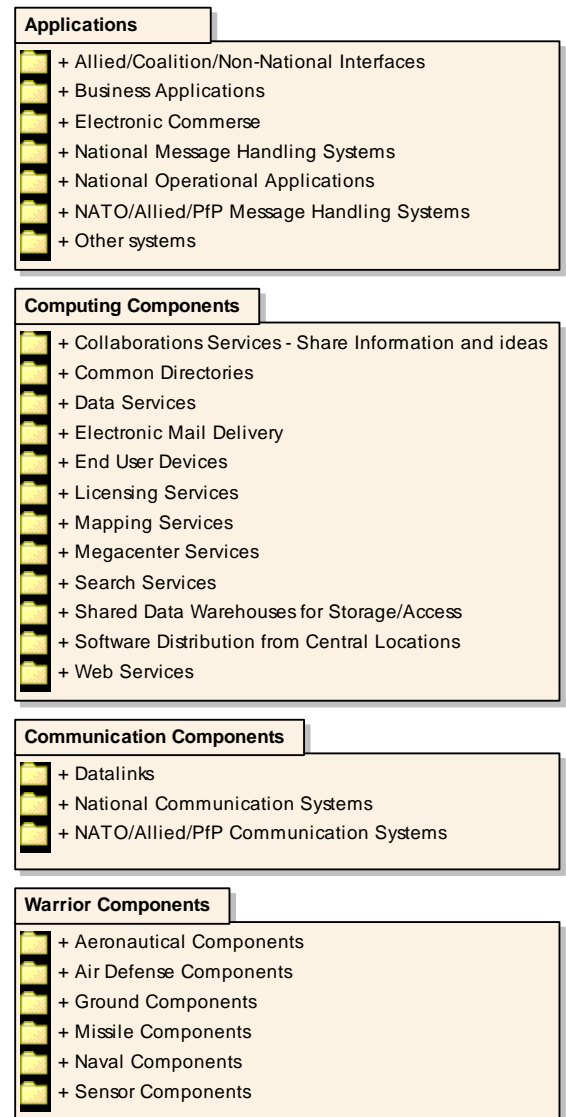 Applications
+ Allied/Coalition/Non-National Interfaces
+ Business Applications
+ Electronic Commerse
+ National Message Handling Systems
+ National Operational Applications
+ NATO/Allied/PfP Message Handling Systems
+ Other systems
Computing Components
+ Collaborations Services - Share Information and ideas
+ Common Directories
+ Data Services
+ Electronic Mail Delivery
+ End User Devices
+ Licensing Services
+ Mapping Services
+ Megacenter Services
+ Search Services
+ Shared Data Warehouses for Storage/Access
+ Software Distribution from Central Locations
+ Web Services
Communication Components
+ Datalinks
+ National Communication Systems
+ NATO/Allied/PfP Communication Systems
Warrior Components
+ Aeronautical Components
+ Air Defense Components
+ Ground Components
+ Missile Components
+ Naval Components
+ Sensor Components